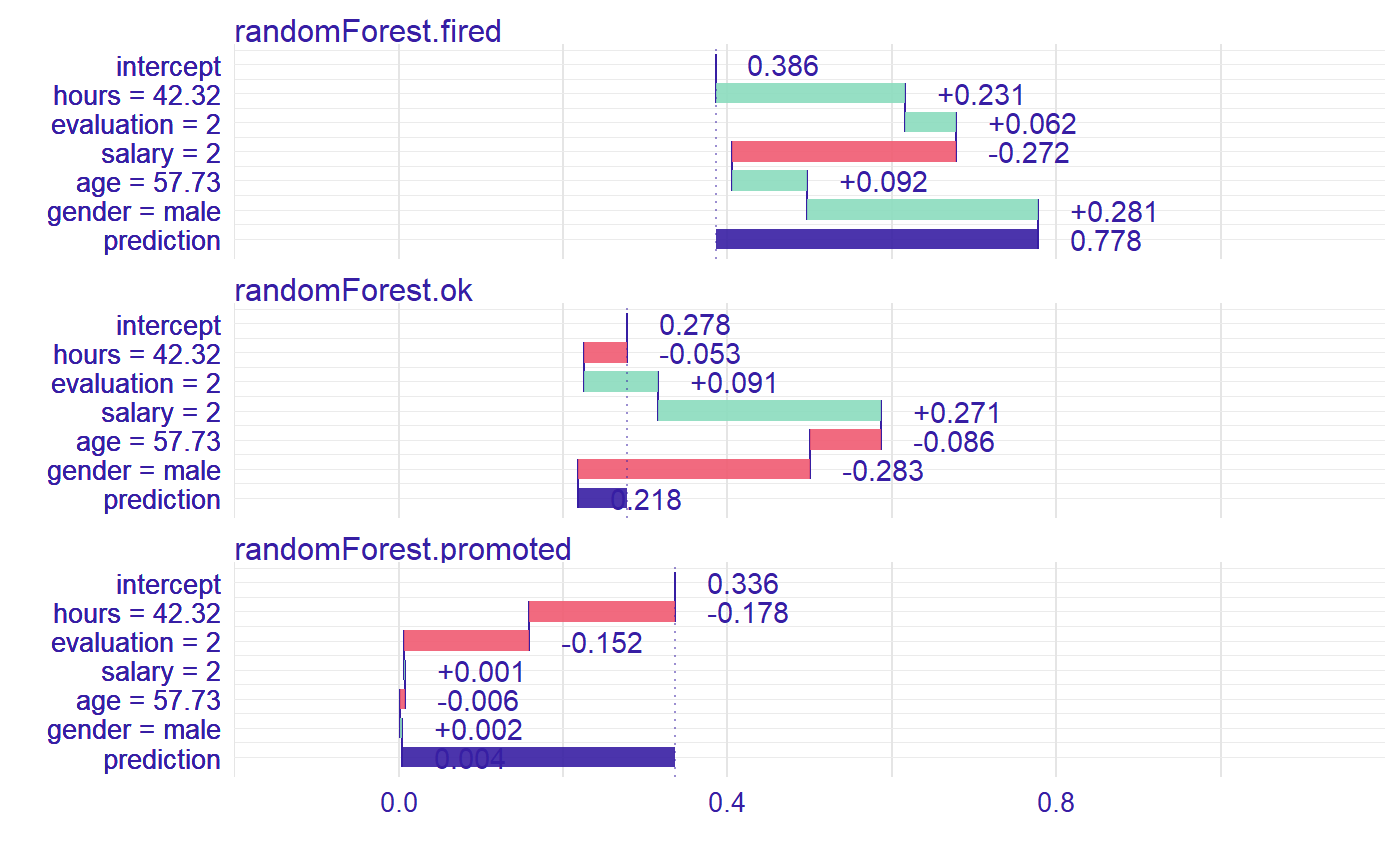 randomForest.fired
intercept 0.386
hours = 42.32 +0.231
evaluation = 2 +0.062
salary = 2 -0.272
age = 57.73 +0.092
gender = male +0.281
prediction 0.778
randomForest.ok
intercept 0.278
hours = 42.32 -0.053
evaluation = 2 +0.091
salary = 2 +0.271
age = 57.73 -0.086
gender = male -0.283
prediction 0.218
randomForest.promoted
intercept 0.336
hours = 42.32 -0.178
evaluation = 2 -0.152
salary = 2 +0.001
age = 57.73 -0.006
gender = male +0.002
prediction 0.004
0.0 0.4 0.8